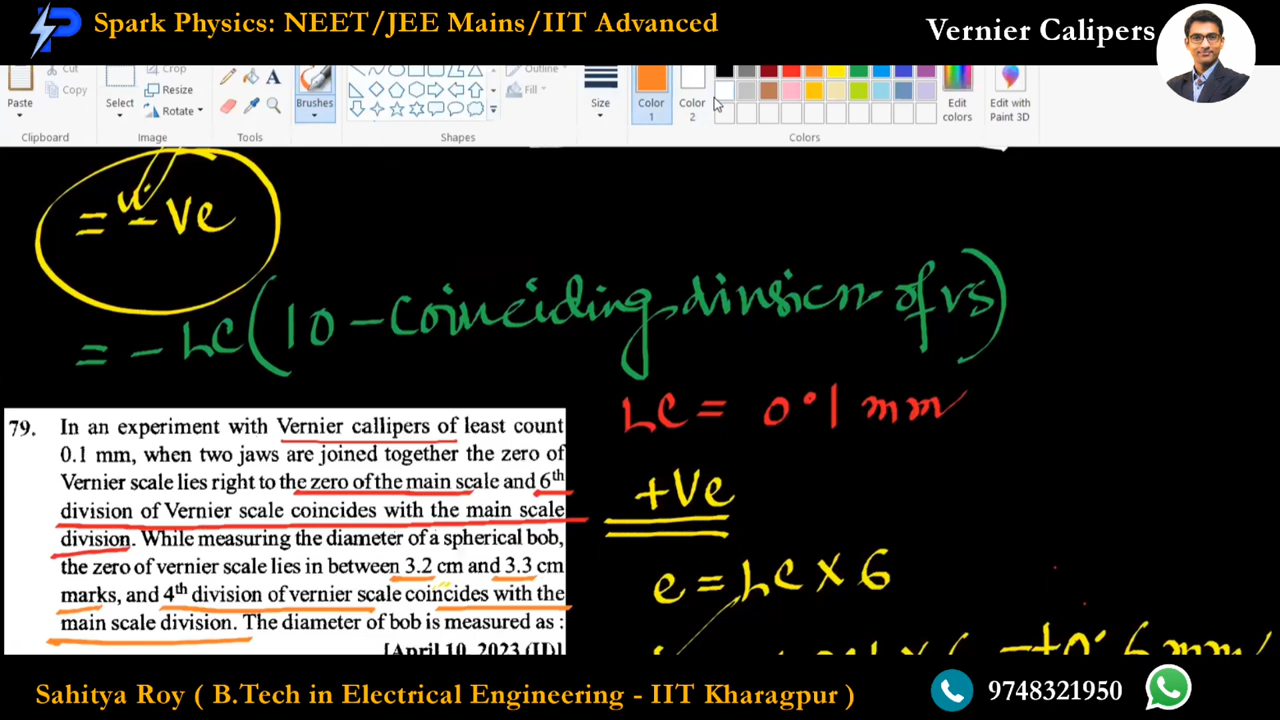 Spark Physics: NEET/JEE Mains/IIT Advanced
Vernier Calipers
Cut
Copy
Paste
Clipboard
Select
Crop
Resize
Rotate
Image
Tools
Brushes
Shapes
Outline
Fill
Size
Color 1
Color 2
Colors
Edit colors
Edit with Paint 3D
= -ve
= - LC (10 - Coinciding division of VS)
LC = 0.1 mm
79. In an experiment with Vernier callipers of least count
0.1 mm, when two jaws are joined together the zero of
Vernier scale lies right to the zero of the main scale and 6th
division of Vernier scale coincides with the main scale
division. While measuring the diameter of a spherical bob,
the zero of vernier scale lies in between 3.2 cm and 3.3 cm
marks, and 4th division of vernier scale coincides with the
main scale division. The diameter of bob is measured as :
[April 10, 2023 (II)]
+ve
e = LC × 6
× 6 = +0.6 mm
Sahitya Roy ( B.Tech in Electrical Engineering - IIT Kharagpur )
9748321950